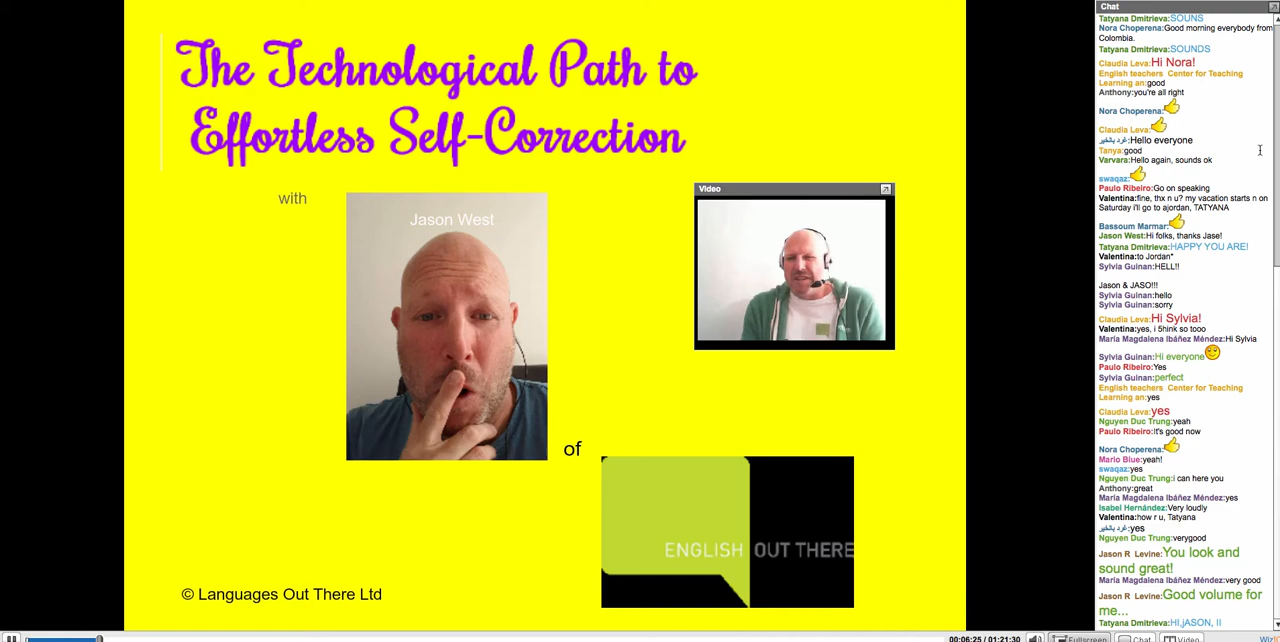 The Technological Path to
Effortless Self-Correction
with
Jason West
Video
of
ENGLISH OUT THERE
© Languages Out There Ltd
Chat
Tatyana Dmitrieva:SOUNS
Nora Choperena:Good morning everybody from
Colombia.
Tatyana Dmitrieva:SOUNDS
Claudia Leva:Hi Nora!
English teachers Center for Teaching
Learning an:good
Anthony:you're all right
Nora Choperena:
Claudia Leva:
غرد بالخير:Hello everyone
Tanya:good
Varvara:Hello again, sounds ok
swaqaz:
Paulo Ribeiro:Go on speaking
Valentina:fine, thx n u? my vacation starts n on
Saturday i'll go to ajordan, TATYANA
Bassoum Marmar:
Jason West:Hi folks, thanks Jase!
Tatyana Dmitrieva:HAPPY YOU ARE!
Valentina:to Jordan*
Sylvia Guinan:HELL!!
Jason & JASO!!!
Sylvia Guinan:hello
Sylvia Guinan:sorry
Claudia Leva:Hi Sylvia!
Valentina:yes, i 5hink so tooo
María Magdalena Ibáñez Méndez:Hi Sylvia
Sylvia Guinan:Hi everyone
Paulo Ribeiro:Yes
Sylvia Guinan:perfect
English teachers Center for Teaching
Learning an:yes
Claudia Leva:yes
Nguyen Duc Trung:yeah
Paulo Ribeiro:It's good now
Nora Choperena:
Mario Blue:yeah!
swaqaz:yes
Nguyen Duc Trung:i can here you
Anthony:great
María Magdalena Ibáñez Méndez:yes
Isabel Hernández:Very loudly
Valentina:how r u, Tatyana
غرد بالخير:yes
Nguyen Duc Trung:verygood
Jason R Levine:You look and
sound great!
María Magdalena Ibáñez Méndez:very good
Jason R Levine:Good volume for
me...
Tatyana Dmitrieva:HI,jASON, II
00:06:25 / 01:21:30
Fullscreen
Chat
Video